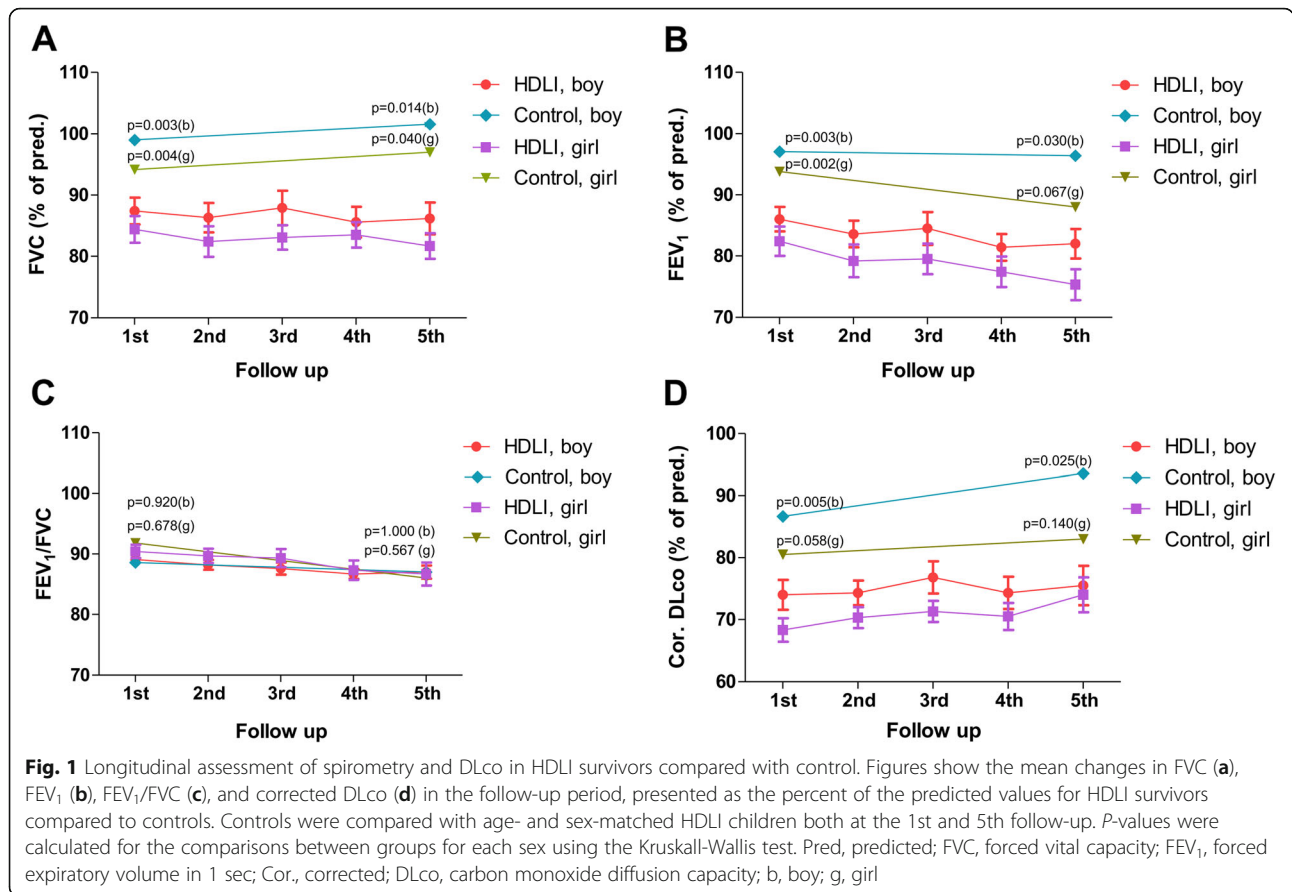 A
FVC (% of pred.)
110
100
90
80
70
p=0.003(b)
p=0.004(g)
p=0.014(b)
p=0.040(g)
1st 2nd 3rd 4th 5th
Follow up
HDLI, boy
Control, boy
HDLI, girl
Control, girl
B
FEV1 (% of pred.)
110
100
90
80
70
p=0.003(b)
p=0.002(g)
p=0.030(b)
p=0.067(g)
1st 2nd 3rd 4th 5th
Follow up
HDLI, boy
Control, boy
HDLI, girl
Control, girl
C
FEV1/FVC
110
100
90
80
70
p=0.920(b)
p=0.678(g)
p=1.000 (b)
p=0.567 (g)
1st 2nd 3rd 4th 5th
Follow up
HDLI, boy
Control, boy
HDLI, girl
Control, girl
D
Cor. DLco (% of pred.)
100
90
80
70
60
p=0.005(b)
p=0.058(g)
p=0.025(b)
p=0.140(g)
1st 2nd 3rd 4th 5th
Follow up
HDLI, boy
Control, boy
HDLI, girl
Control, girl
Fig. 1 Longitudinal assessment of spirometry and DLco in HDLI survivors compared with control. Figures show the mean changes in FVC (a),
FEV1 (b), FEV1/FVC (c), and corrected DLco (d) in the follow-up period, presented as the percent of the predicted values for HDLI survivors
compared to controls. Controls were compared with age- and sex-matched HDLI children both at the 1st and 5th follow-up. P-values were
calculated for the comparisons between groups for each sex using the Kruskall-Wallis test. Pred, predicted; FVC, forced vital capacity; FEV1, forced
expiratory volume in 1 sec; Cor., corrected; DLco, carbon monoxide diffusion capacity; b, boy; g, girl